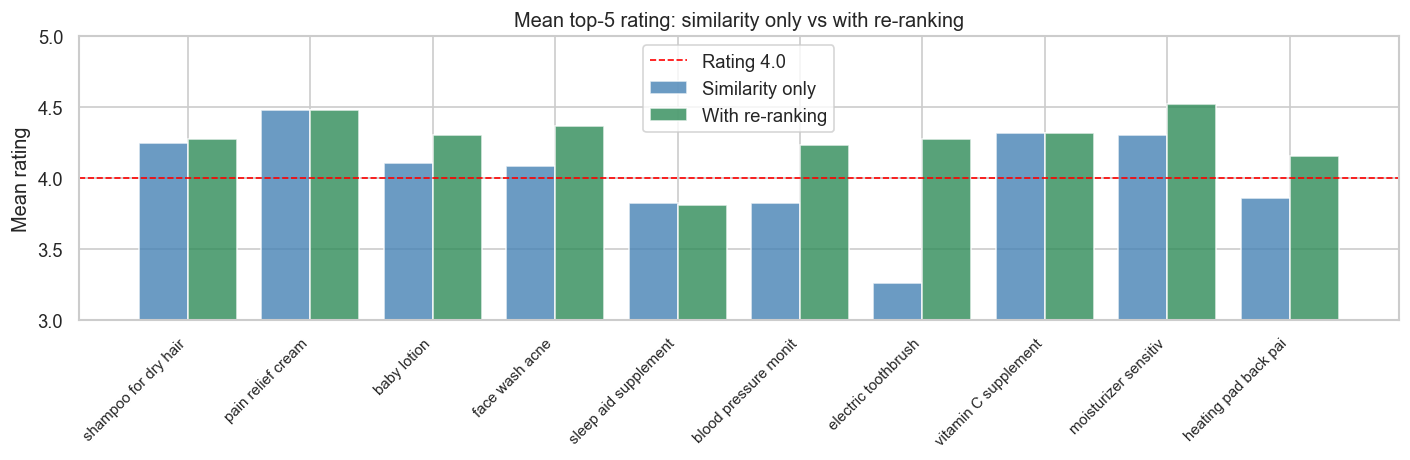 Mean top-5 rating: similarity only vs with re-ranking
Mean rating
5.0
4.5
4.0
3.5
3.0
Rating 4.0
Similarity only
With re-ranking
shampoo for dry hair
pain relief cream
baby lotion
face wash acne
sleep aid supplement
blood pressure monit
electric toothbrush
vitamin C supplement
moisturizer sensitiv
heating pad back pai